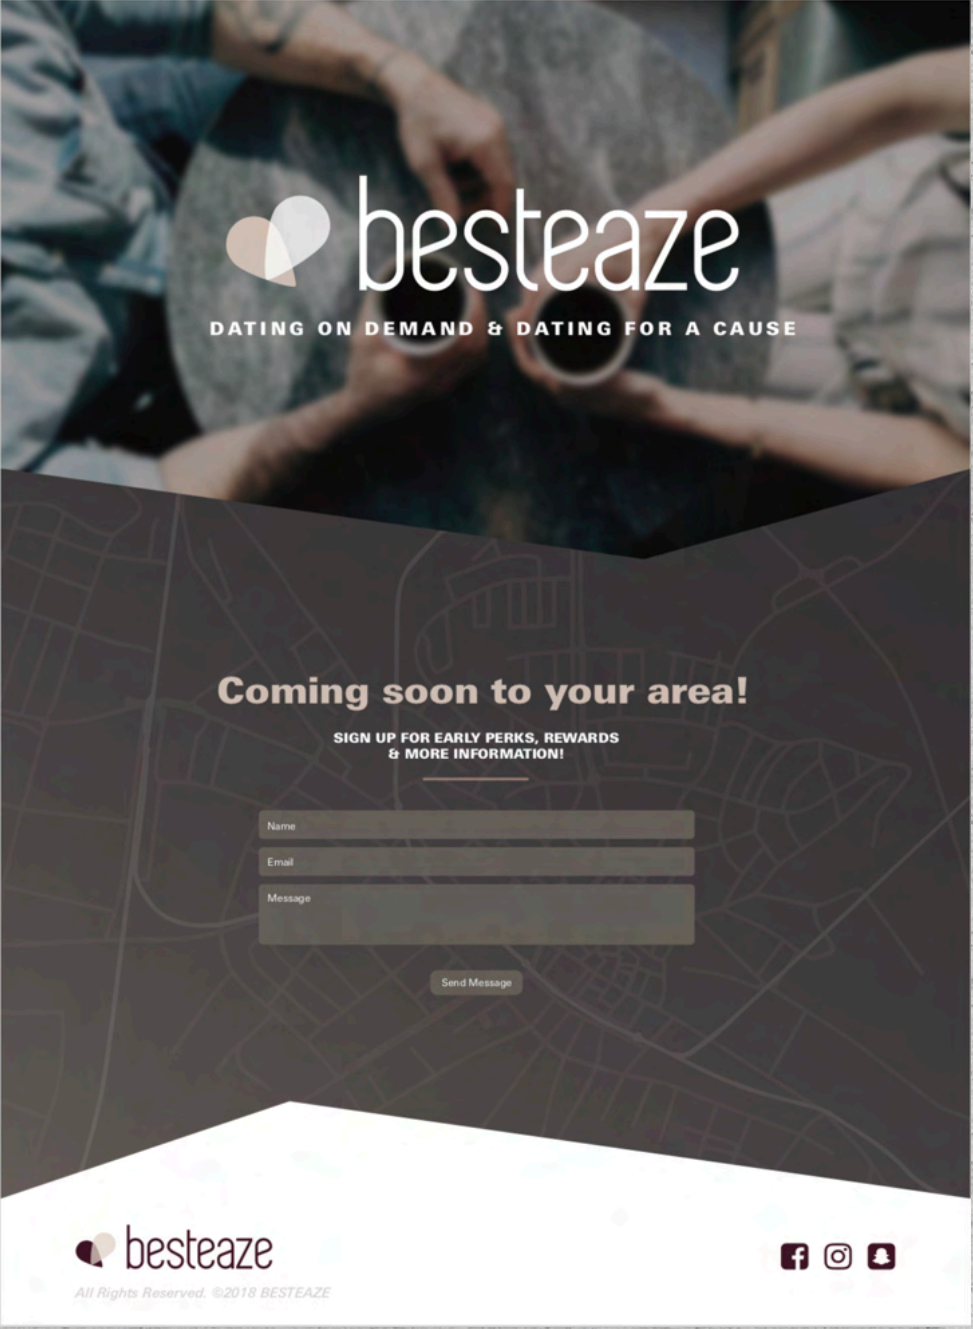 besteaze
DATING ON DEMAND & DATING FOR A CAUSE
Coming soon to your area!
SIGN UP FOR EARLY PERKS, REWARDS
& MORE INFORMATION!
Name
Email
Message
Send Message
besteaze
All Rights Reserved. ©2018 BESTEAZE